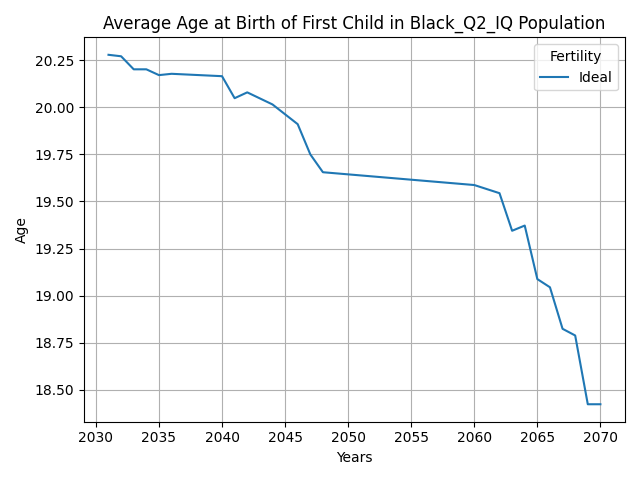 Average Age at Birth of First Child in Black_Q2_IQ Population
Fertility
Ideal
Age
20.25
20.00
19.75
19.50
19.25
19.00
18.75
18.50
2030 2035 2040 2045 2050 2055 2060 2065 2070
Years